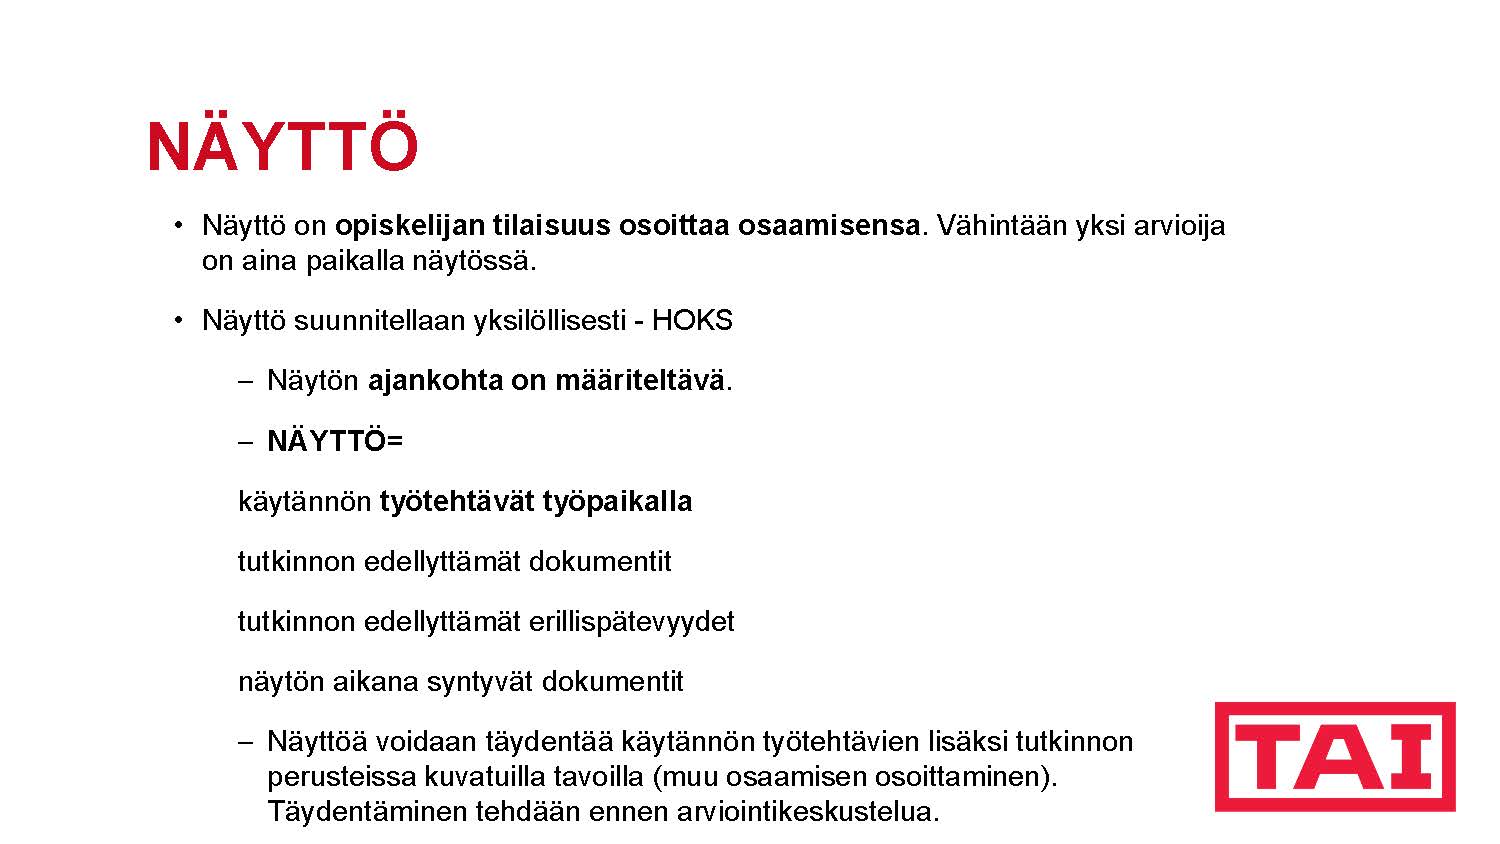 NÄYTTÖ
• Näyttö on opiskelijan tilaisuus osoittaa osaamisensa. Vähintään yksi arvioija
on aina paikalla näytössä.
• Näyttö suunnitellaan yksilöllisesti - HOKS
– Näytön ajankohta on määriteltävä.
– NÄYTTÖ=
käytännön työtehtävät työpaikalla
tutkinnon edellyttämät dokumentit
tutkinnon edellyttämät erillispätevyydet
näytön aikana syntyvät dokumentit
– Näyttöä voidaan täydentää käytännön työtehtävien lisäksi tutkinnon
perusteissa kuvatuilla tavoilla (muu osaamisen osoittaminen).
Täydentäminen tehdään ennen arviointikeskustelua.
TAI